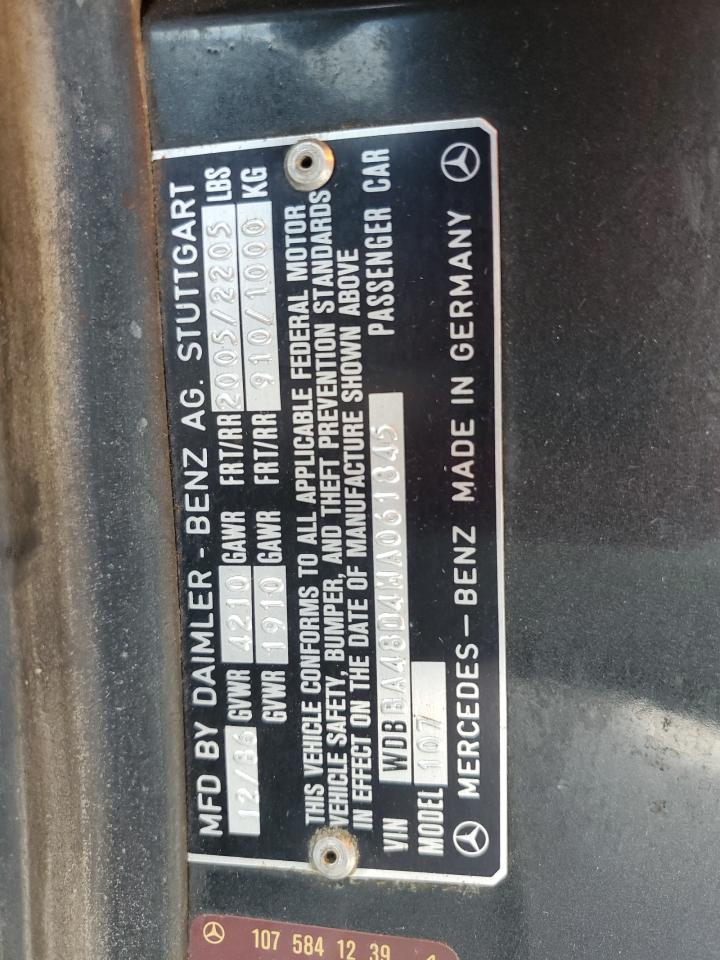 MFD BY DAIMLER - BENZ AG. STUTTGART
12/86 GVWR 4210 GAWR FRT/RR 2005/2205 LBS
GVWR 1910 GAWR FRT/RR 910/1000 KG
THIS VEHICLE CONFORMS TO ALL APPLICABLE FEDERAL MOTOR
VEHICLE SAFETY, BUMPER, AND THEFT PREVENTION STANDARDS
IN EFFECT ON THE DATE OF MANUFACTURE SHOWN ABOVE
VIN WDB PASSENGER CAR
MODEL 107
MERCEDES – BENZ MADE IN GERMANY
107 584 12 39